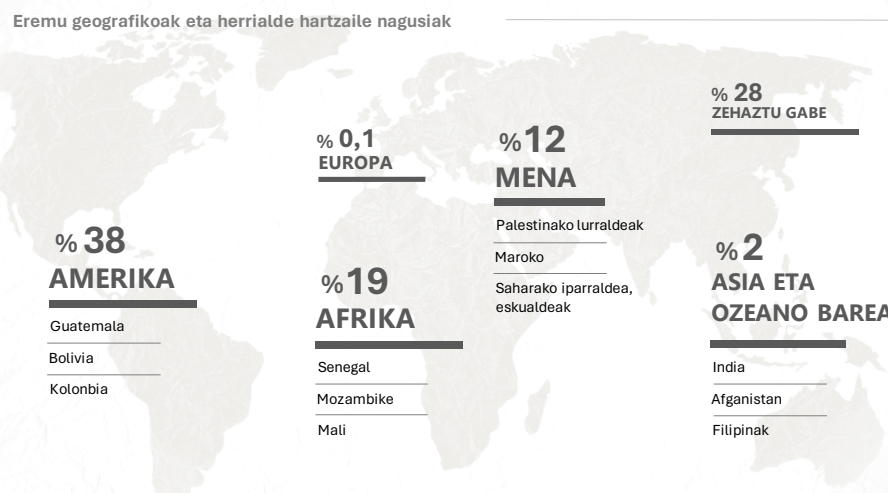 Eremu geografikoak eta herrialde hartzaile nagusiak
% 38
AMERIKA
Guatemala
Bolivia
Kolonbia
% 0,1
EUROPA
%19
AFRIKA
Senegal
Mozambike
Mali
%12
MENA
Palestinako lurraldeak
Maroko
Saharako iparraldea,
eskualdeak
% 28
ZEHAZTU GABE
%2
ASIA ETA
OZEANO BAREA
India
Afganistan
Filipinak